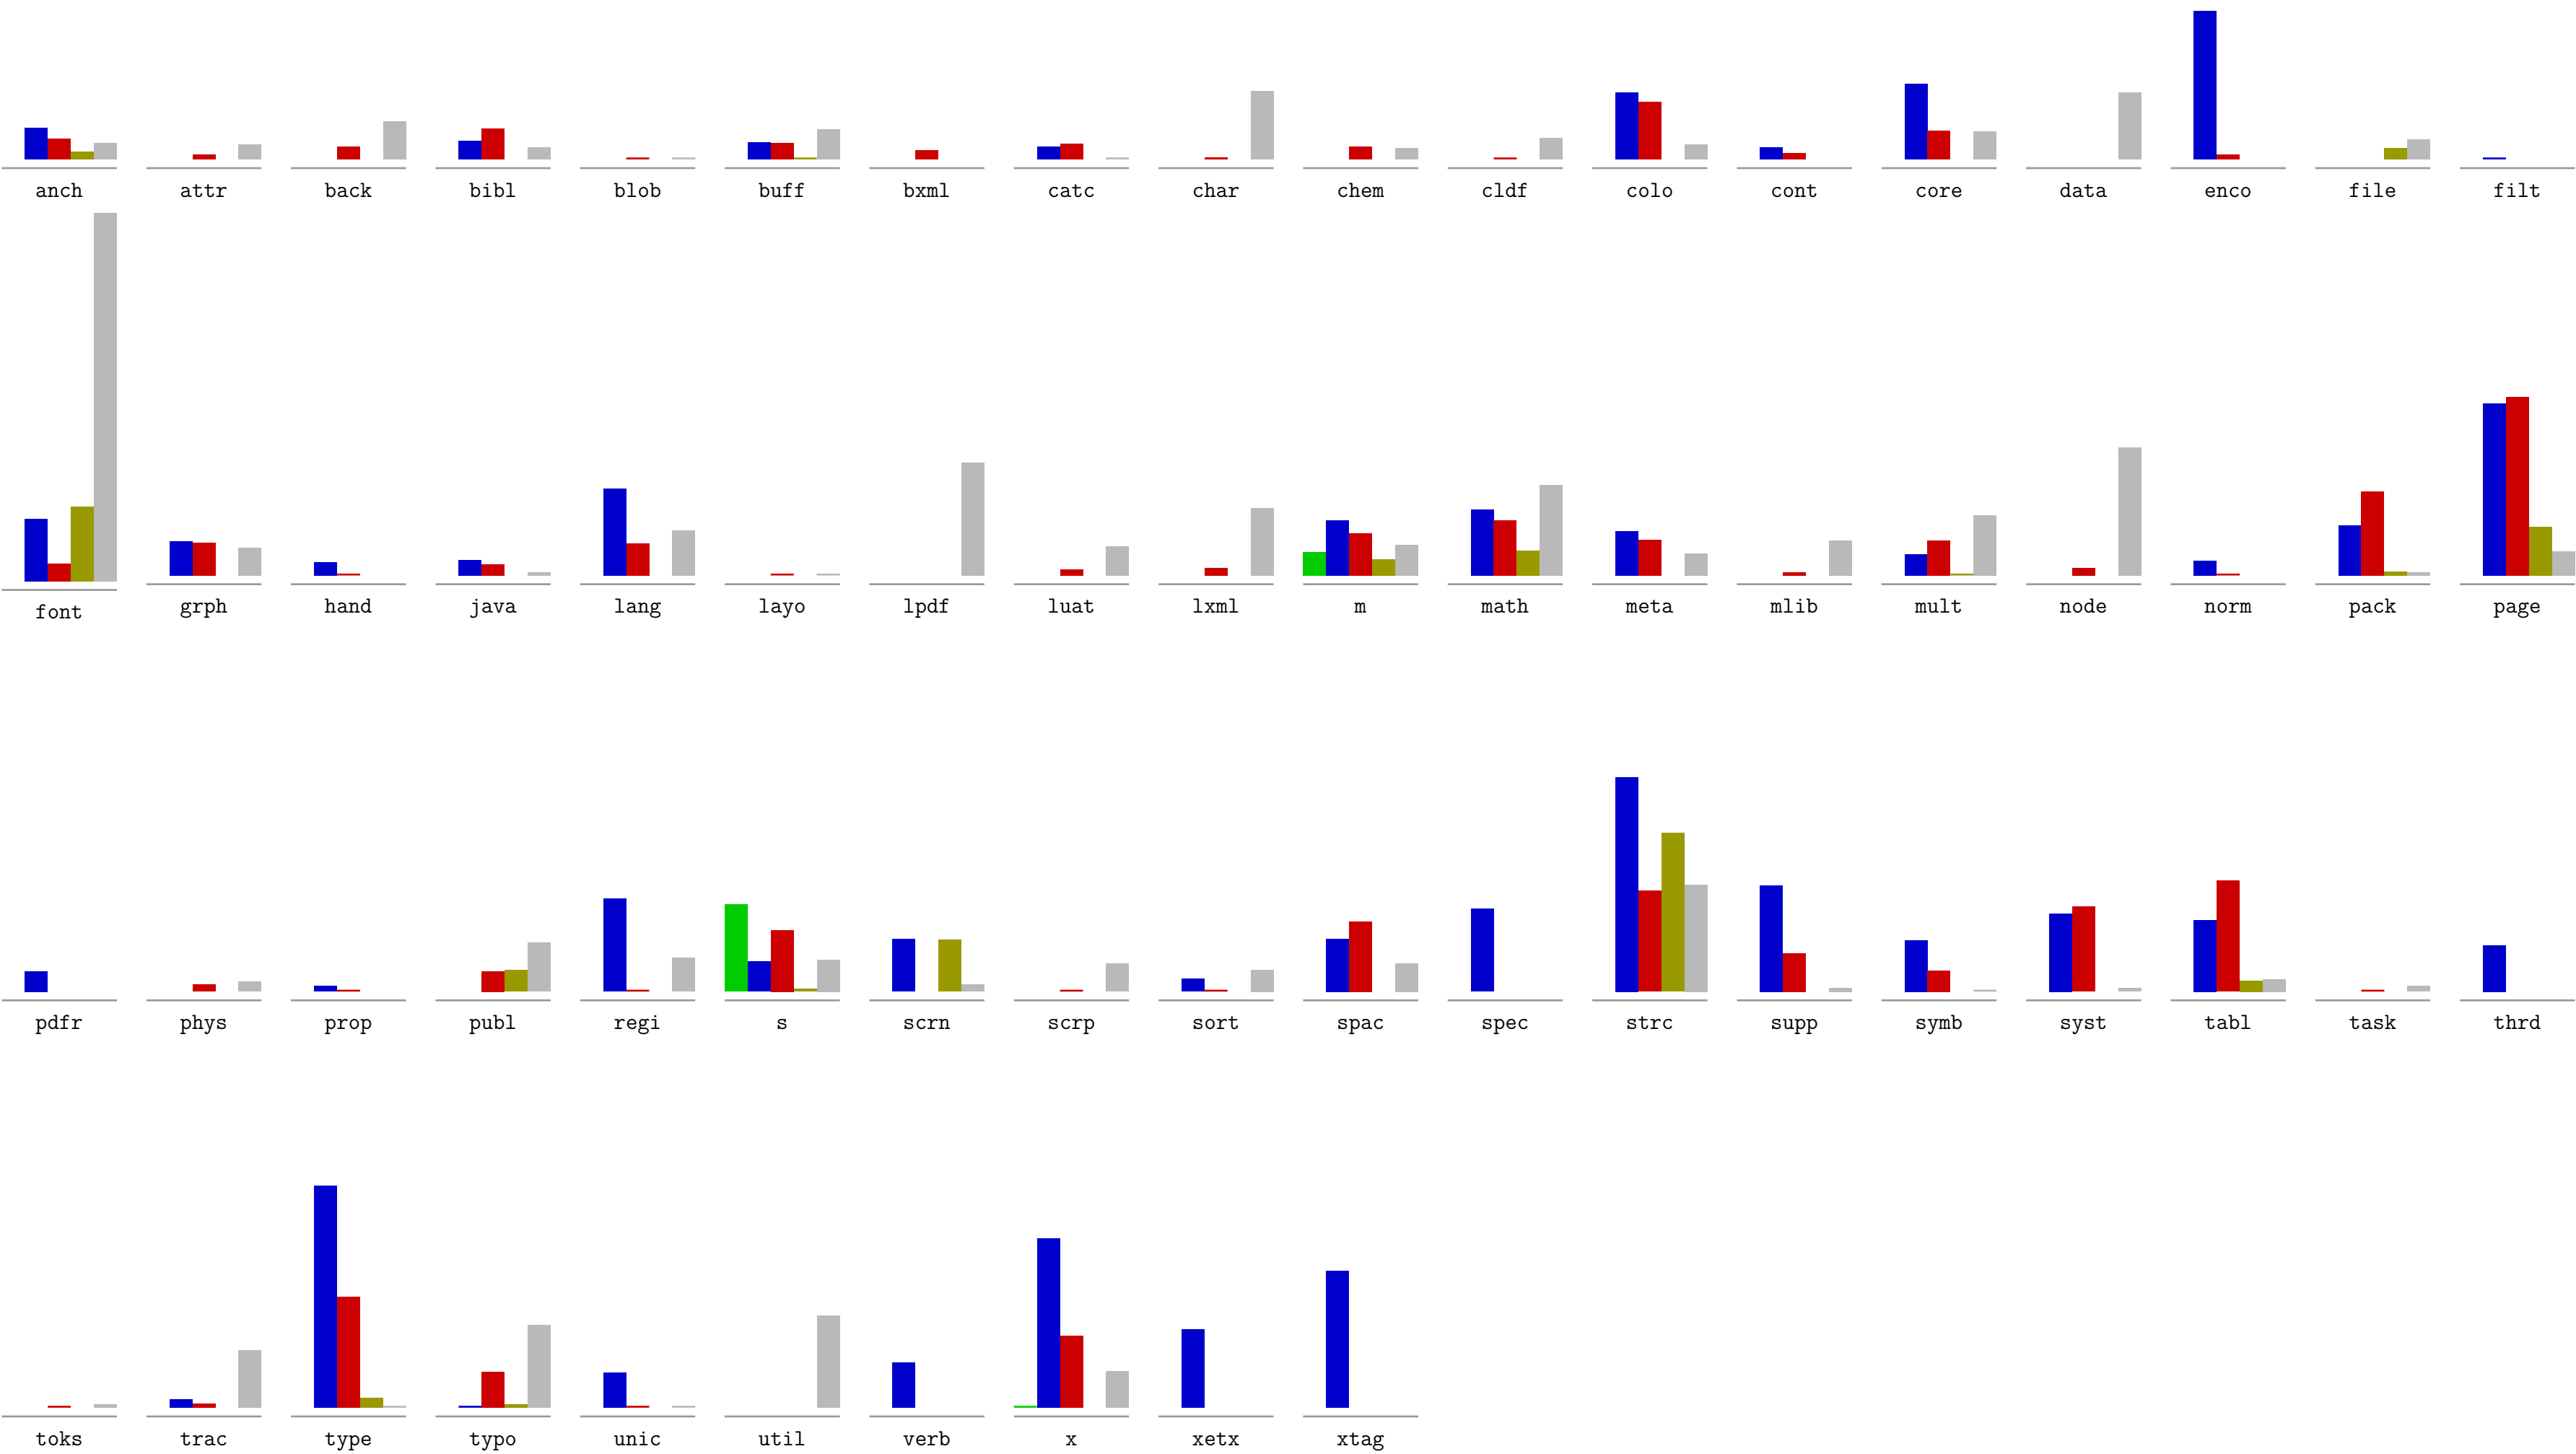 anch attr back bibl blob buff bxml catc char chem cldf colo cont core data enco file filt
font grph hand java lang layo lpdf luat lxml m math meta mlib mult node norm pack page
pdfr phys prop publ regi s scrn scrp sort spac spec strc supp symb syst tabl task thrd
toks trac type typo unic util verb x xetx xtag